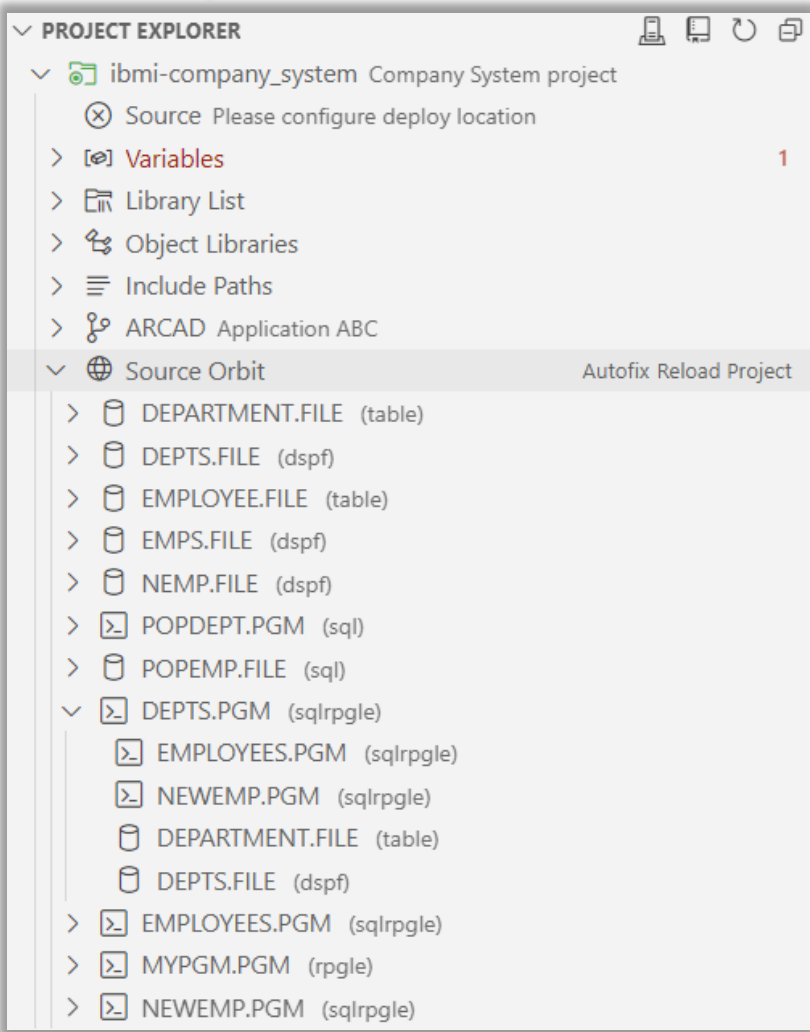 PROJECT EXPLORER
ibmi-company_system Company System project
Source Please configure deploy location
Variables 1
Library List
Object Libraries
Include Paths
ARCAD Application ABC
Source Orbit Autofix Reload Project
DEPARTMENT.FILE (table)
DEPTS.FILE (dspf)
EMPLOYEE.FILE (table)
EMPS.FILE (dspf)
NEMP.FILE (dspf)
POPDEPT.PGM (sql)
POPEMP.FILE (sql)
DEPTS.PGM (sqlrpgle)
EMPLOYEES.PGM (sqlrpgle)
NEWEMP.PGM (sqlrpgle)
DEPARTMENT.FILE (table)
DEPTS.FILE (dspf)
EMPLOYEES.PGM (sqlrpgle)
MYPGM.PGM (rpgle)
NEWEMP.PGM (sqlrpgle)